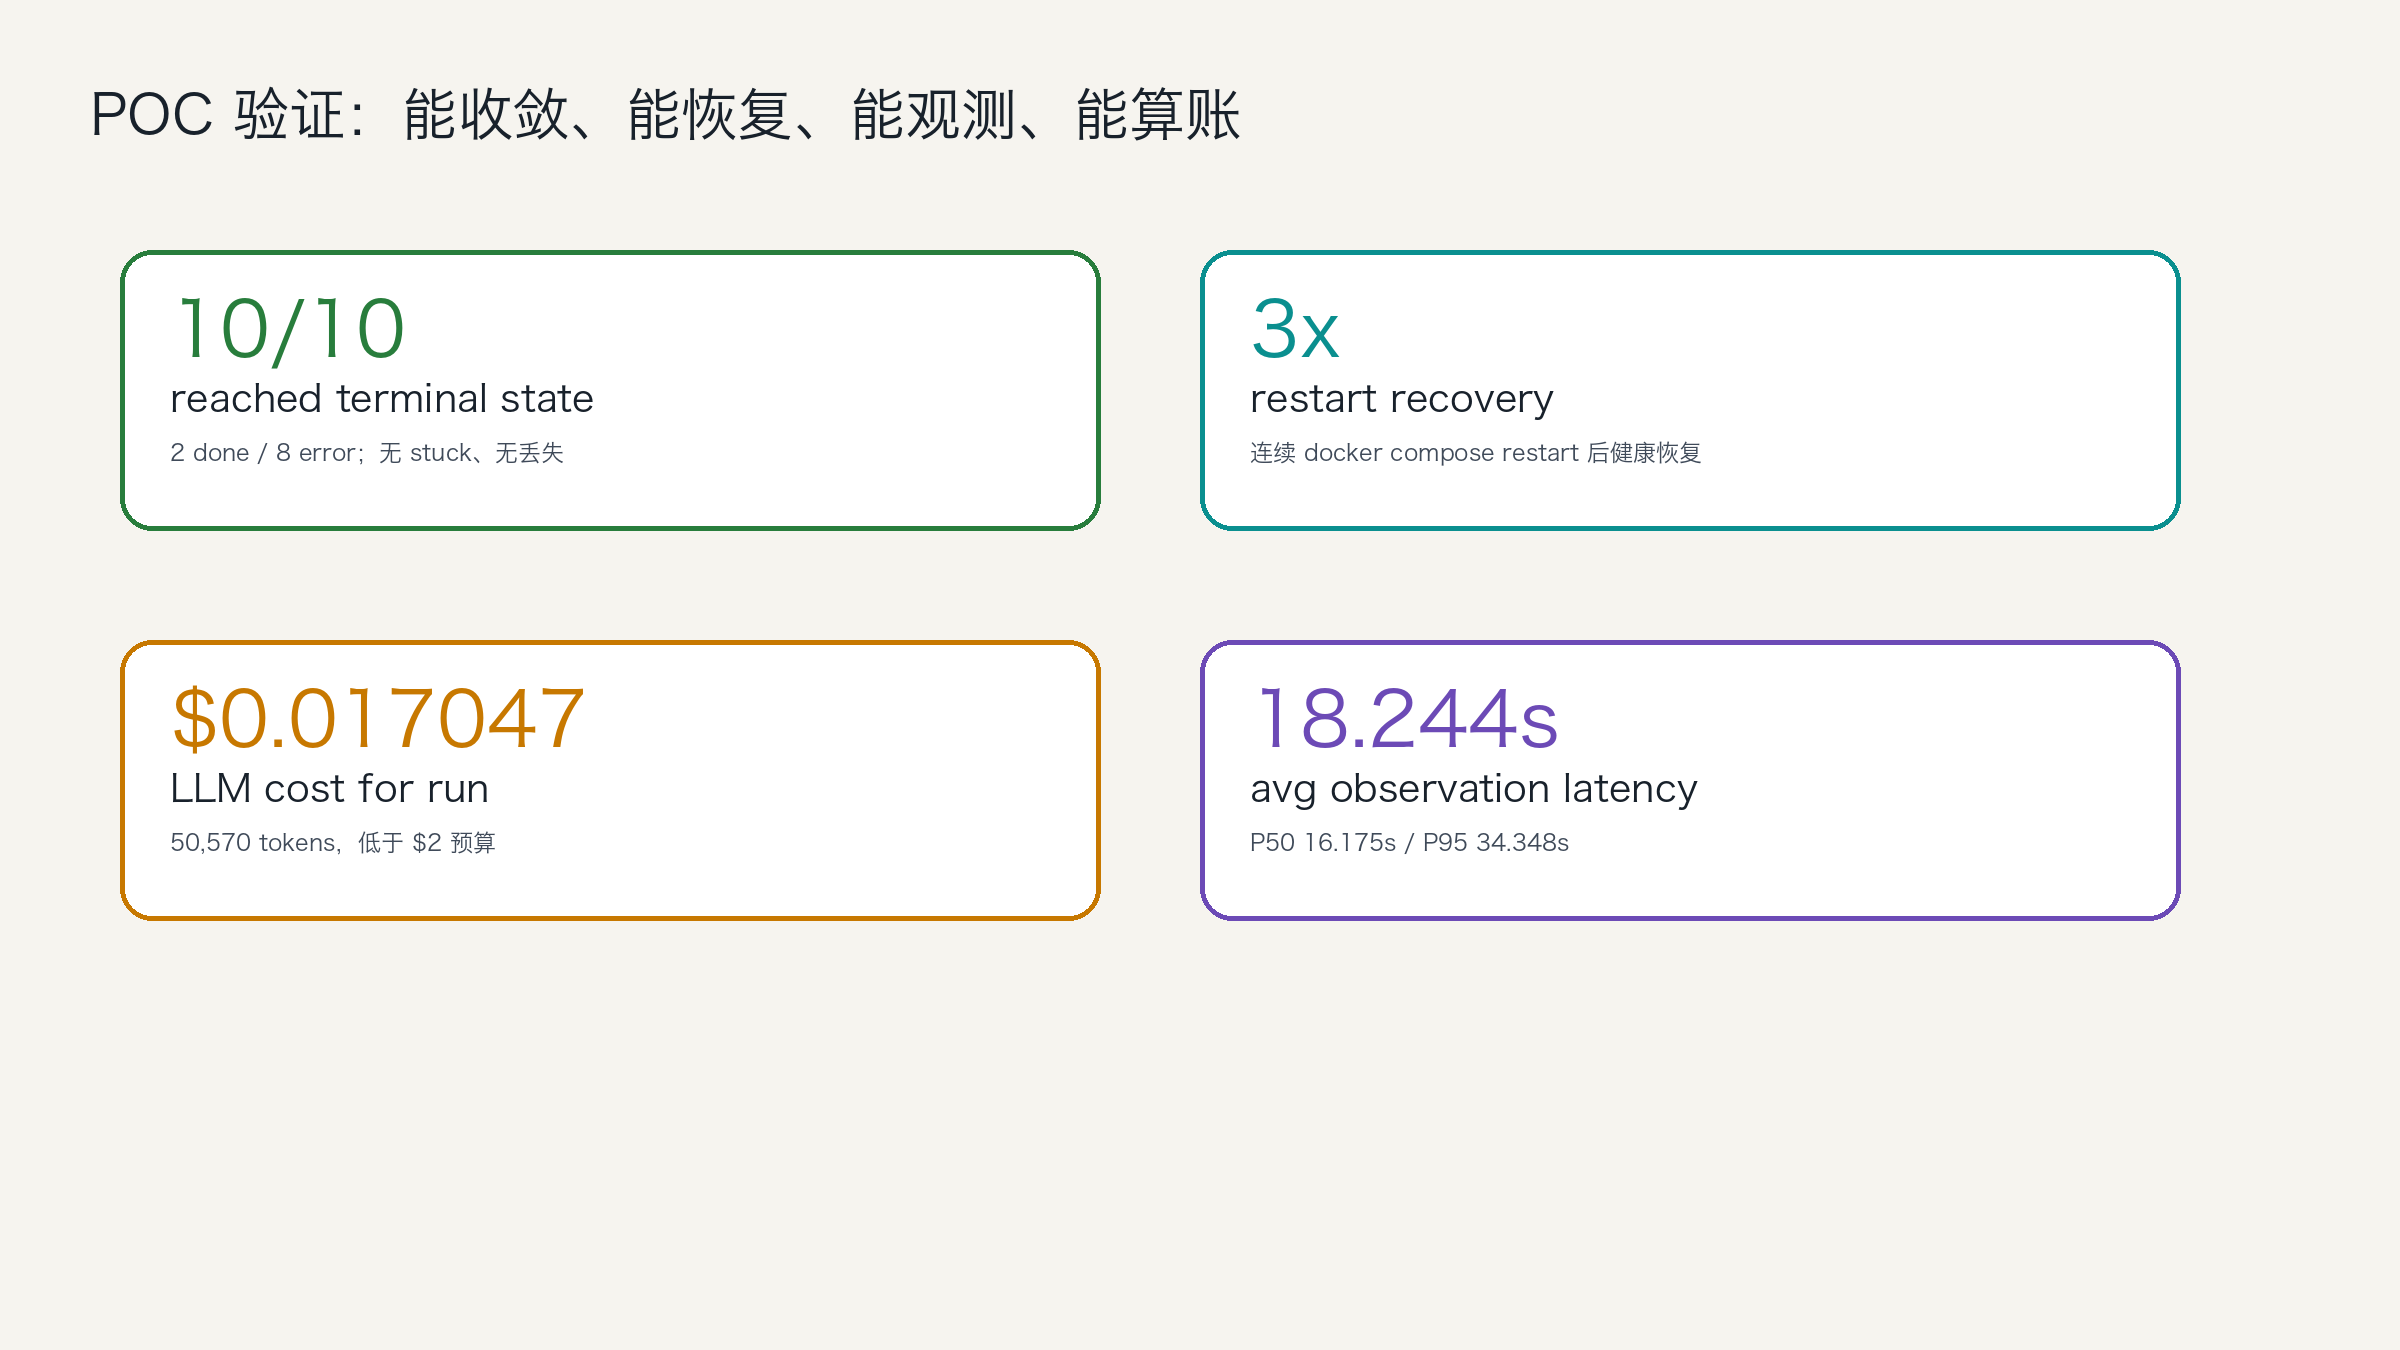 POC 验证：能收敛、能恢复、能观测、能算账
10/10
reached terminal state
2 done / 8 error；无 stuck、无丢失
3x
restart recovery
连续 docker compose restart 后健康恢复
$0.017047
LLM cost for run
50,570 tokens，低于 $2 预算
18.244s
avg observation latency
P50 16.175s / P95 34.348s